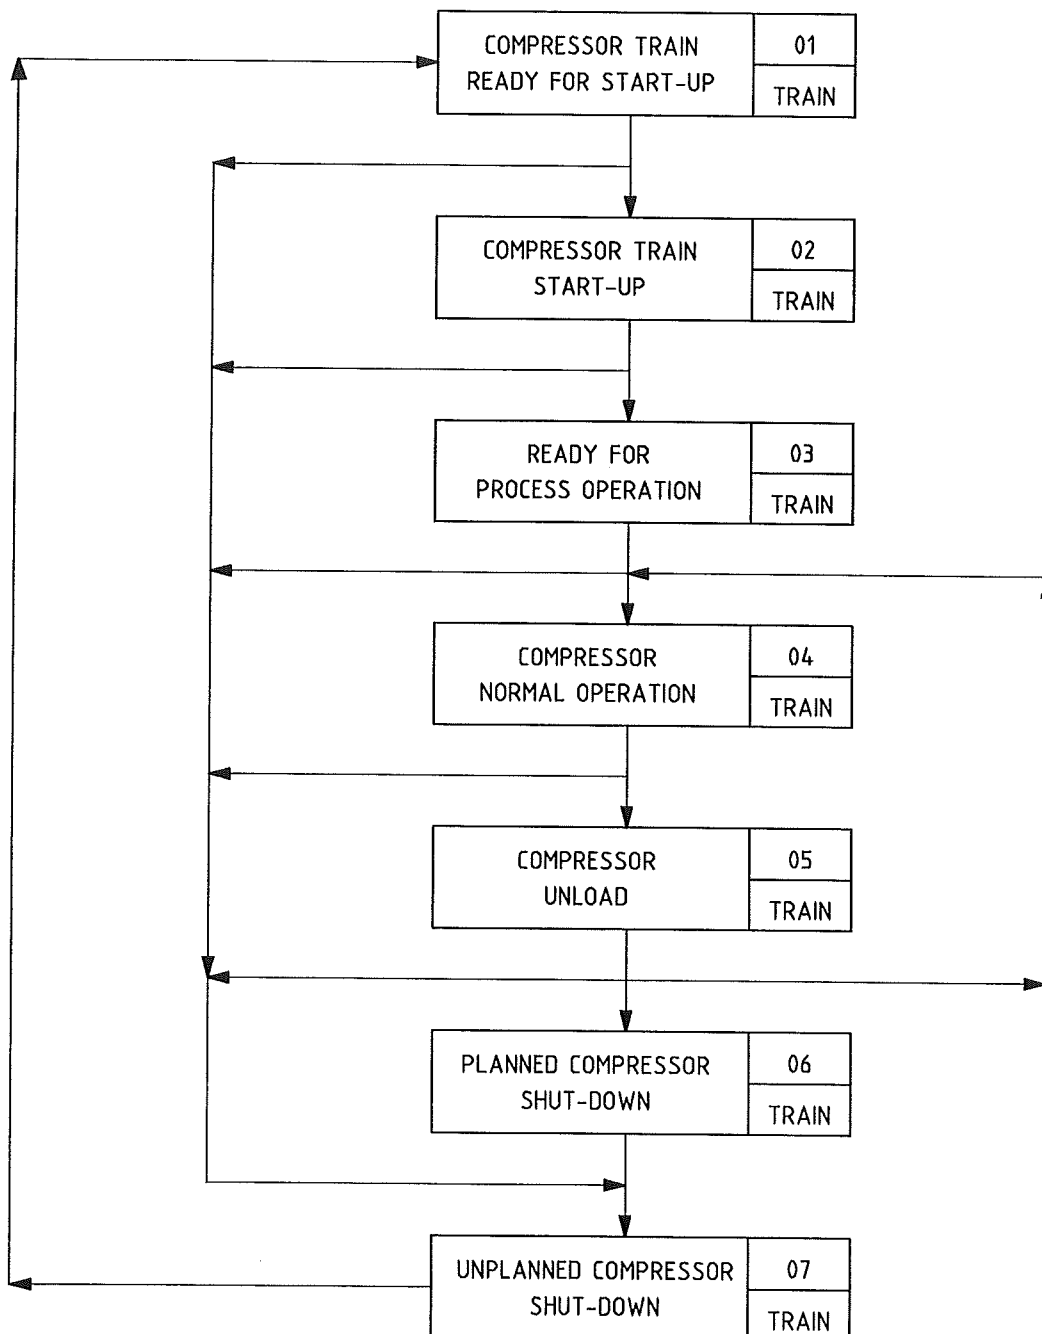 COMPRESSOR TRAIN
READY FOR START-UP
01
TRAIN
COMPRESSOR TRAIN
START-UP
02
TRAIN
READY FOR
PROCESS OPERATION
03
TRAIN
COMPRESSOR
NORMAL OPERATION
04
TRAIN
COMPRESSOR
UNLOAD
05
TRAIN
PLANNED COMPRESSOR
SHUT-DOWN
06
TRAIN
UNPLANNED COMPRESSOR
SHUT-DOWN
07
TRAIN